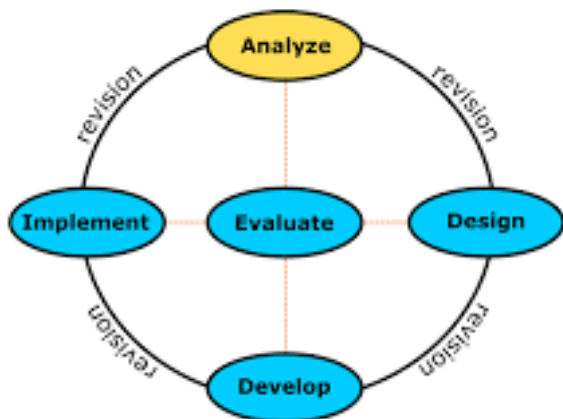 Analyze
revision
revision
Implement
Evaluate
Design
revision
revision
Develop